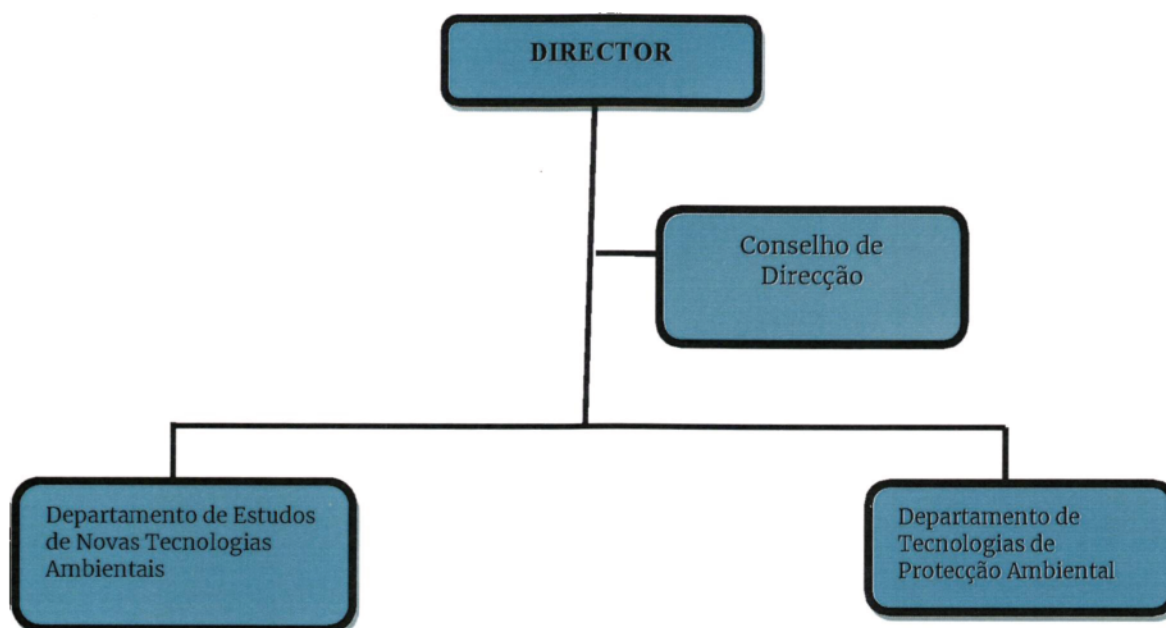 DIRECTOR
Conselho de
Direcção
Departamento de Estudos
de Novas Tecnologias
Ambientais
Departamento de
Tecnologias de
Protecção Ambiental